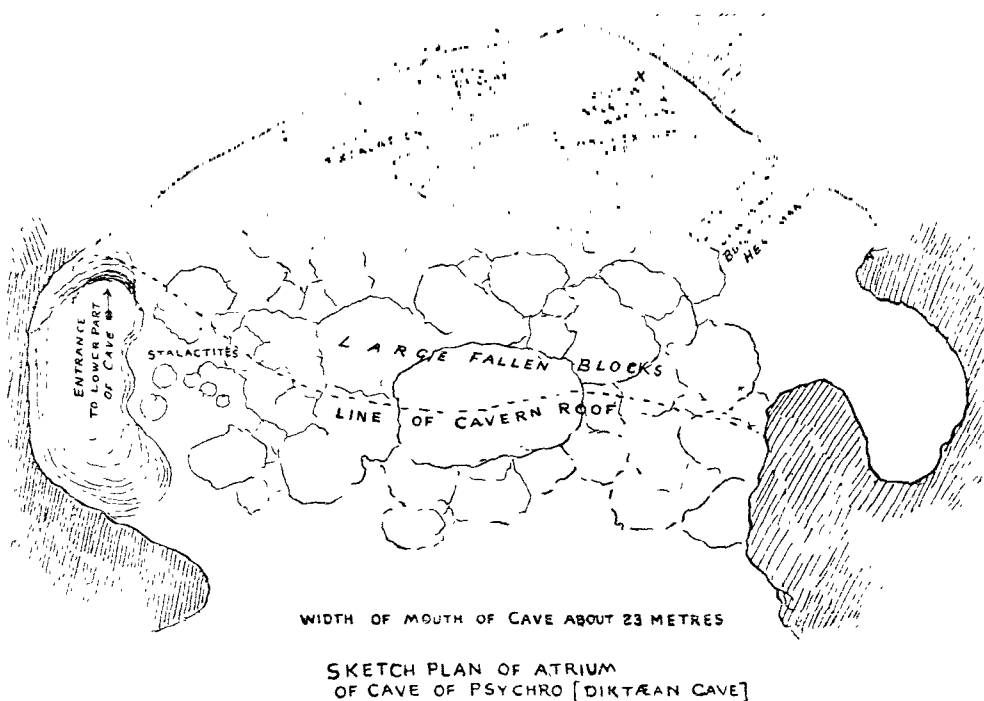 ENTRANCE
TO LOWER PART
OF CAVE
STALACTITES
LARGE FALLEN BLOCKS
LINE OF CAVERN ROOF
WIDTH OF MOUTH OF CAVE ABOUT 23 METRES
SKETCH PLAN OF ATRIUM
OF CAVE OF PSYCHRO [DIKTÆAN CAVE]